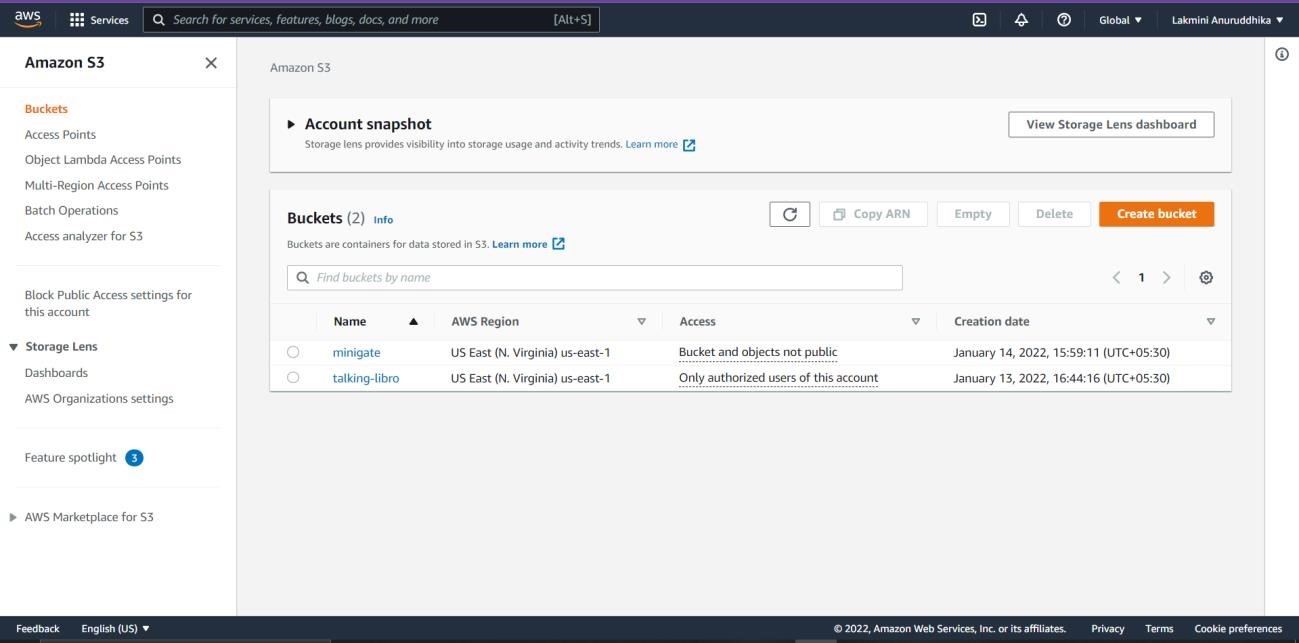 aws Services Search for services, features, blogs, docs, and more [Alt+S] Global Lakmini Anuruddhika
Amazon S3
Buckets
Access Points
Object Lambda Access Points
Multi-Region Access Points
Batch Operations
Access analyzer for S3
Block Public Access settings for
this account
Storage Lens
Dashboards
AWS Organizations settings
Feature spotlight 3
AWS Marketplace for S3
Amazon S3
Account snapshot
Storage lens provides visibility into storage usage and activity trends. Learn more
View Storage Lens dashboard
Buckets (2) Info
Copy ARN Empty Delete Create bucket
Buckets are containers for data stored in S3. Learn more
Find buckets by name
1
Name AWS Region Access Creation date
minigate US East (N. Virginia) us-east-1 Bucket and objects not public January 14, 2022, 15:59:11 (UTC+05:30)
talking-libro US East (N. Virginia) us-east-1 Only authorized users of this account January 13, 2022, 16:44:16 (UTC+05:30)
Feedback English (US) © 2022, Amazon Web Services, Inc. or its affiliates. Privacy Terms Cookie preferences